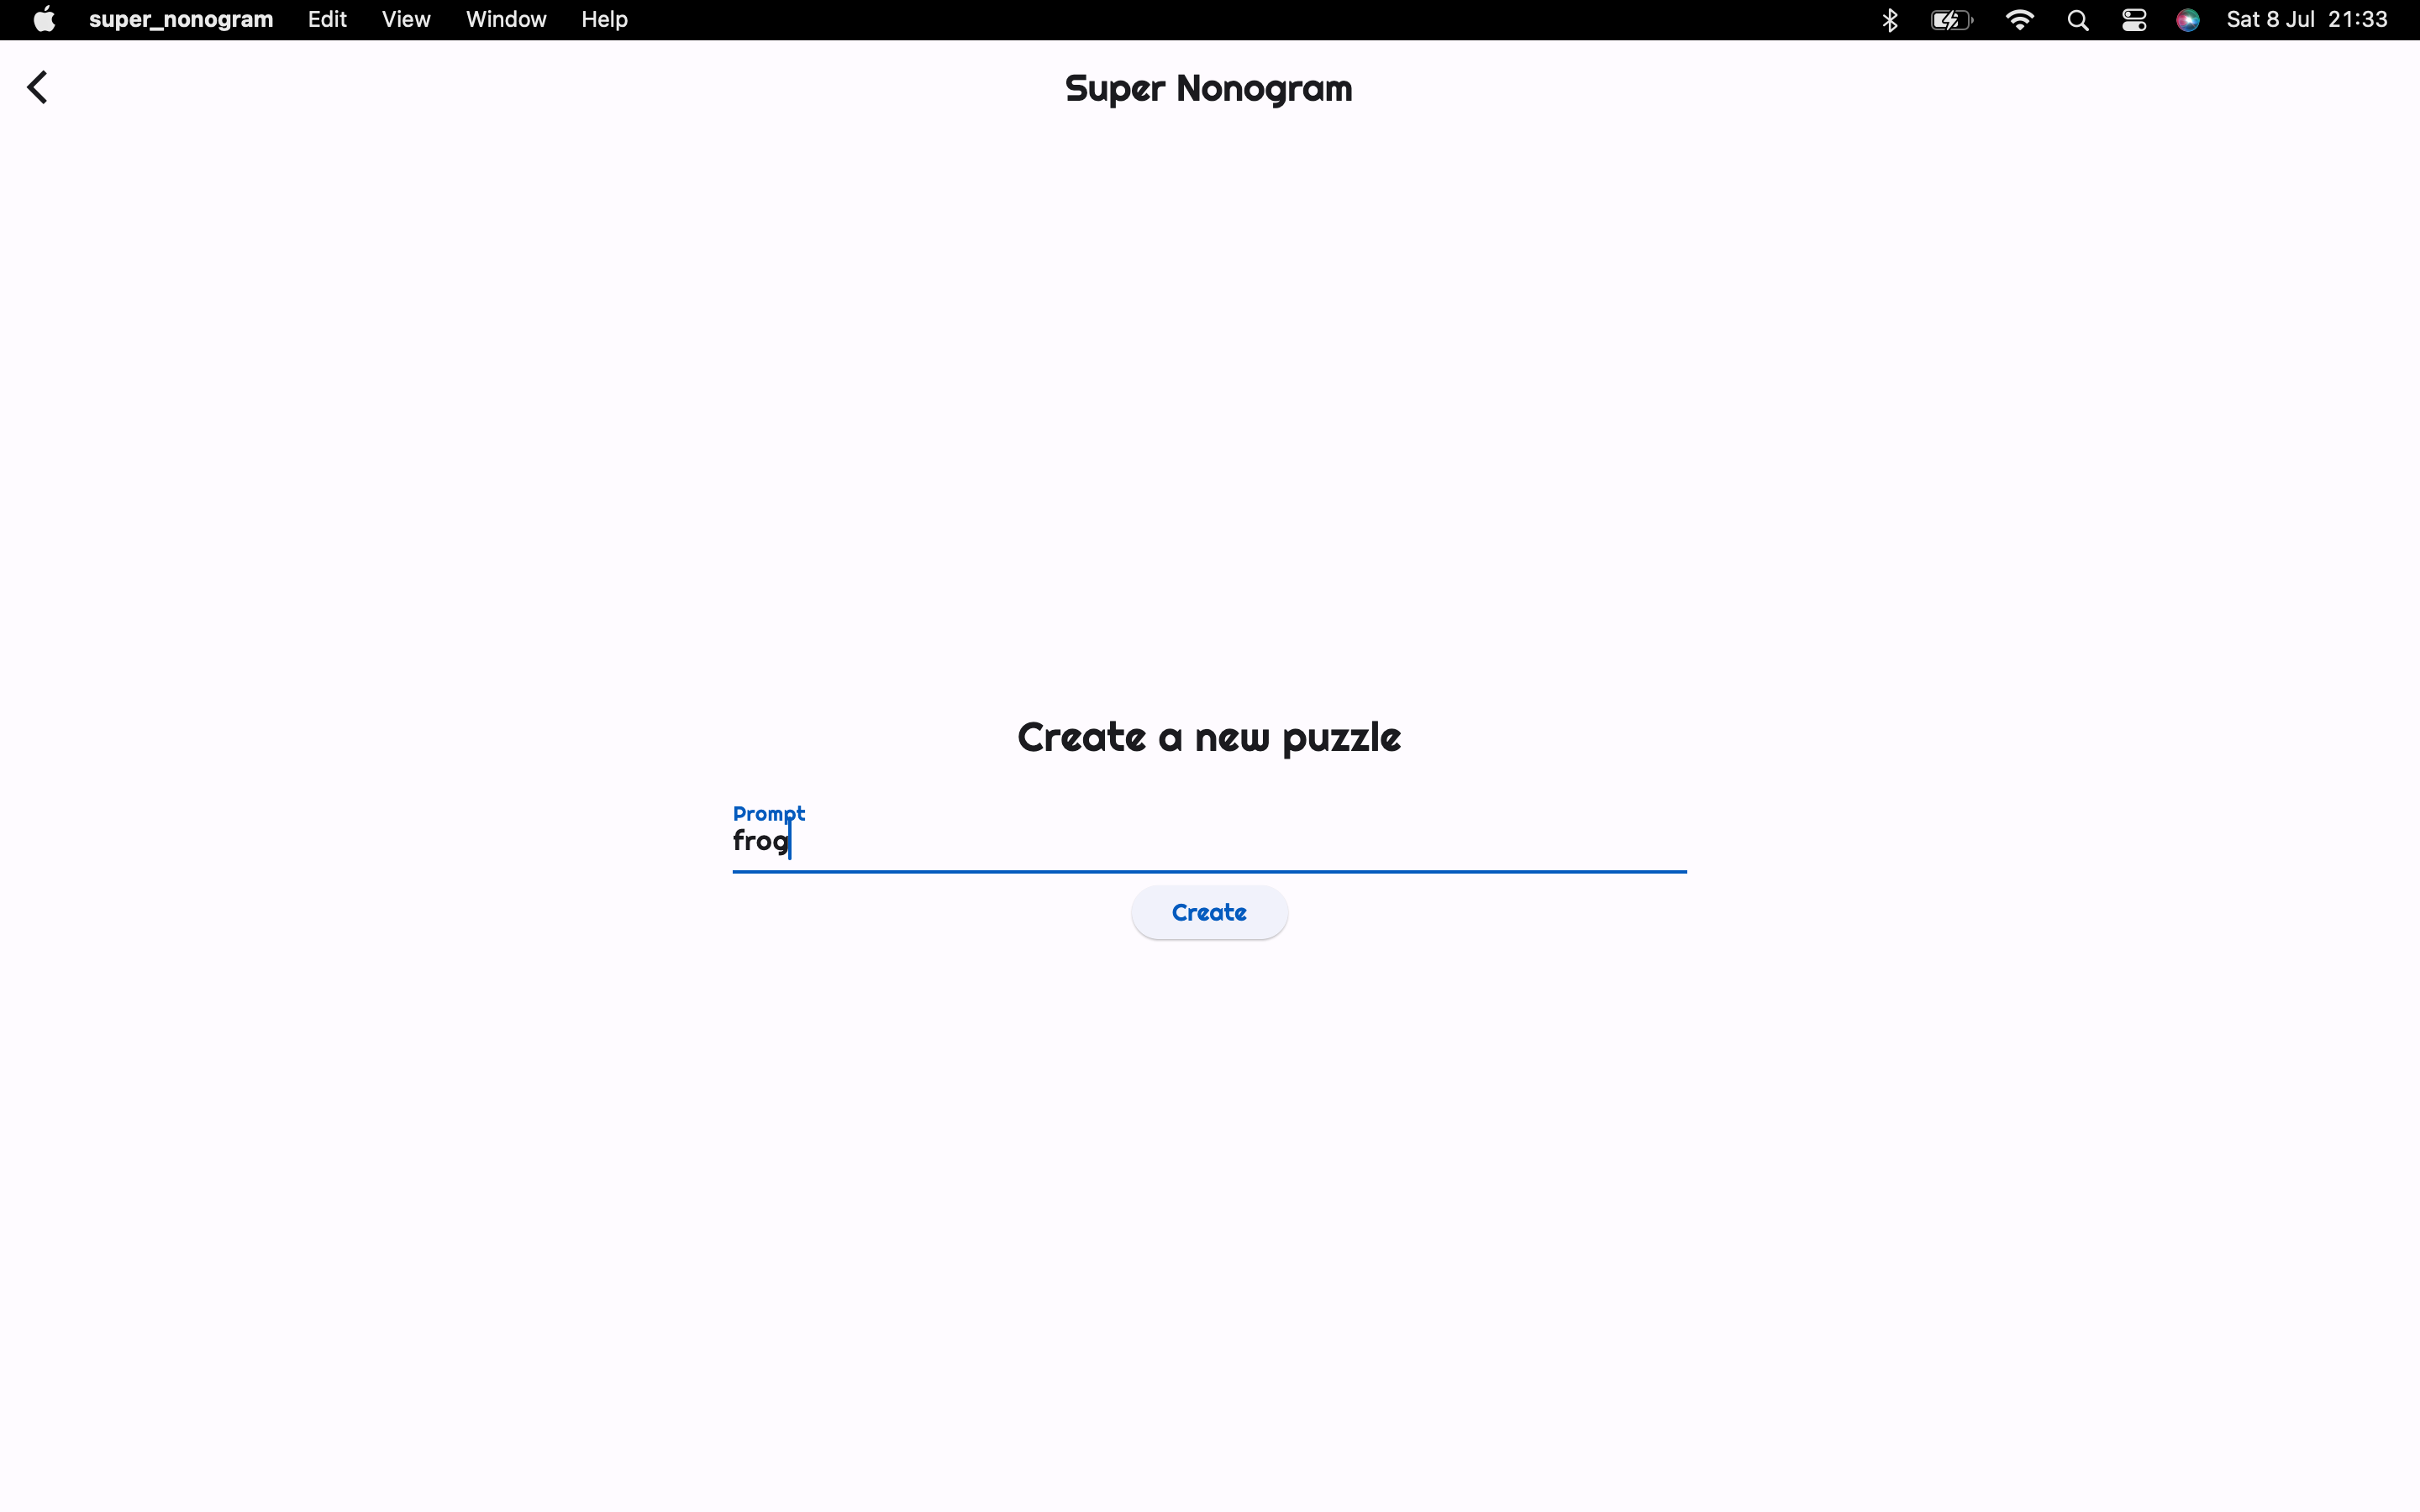 super_nonogram Edit View Window Help Sat 8 Jul 21:33
Super Nonogram
Create a new puzzle
Prompt
frog
Create